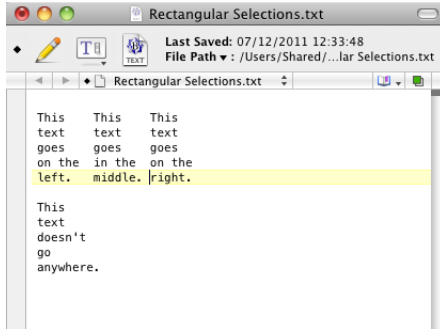 Rectangular Selections.txt
Last Saved: 07/12/2011 12:33:48
File Path ▾ : /Users/Shared/...lar Selections.txt
T
TEXT
Rectangular Selections.txt
This    This    This
text    text    text
goes    goes    goes
on the  in the  on the
left.   middle. right.
This
text
doesn't
go
anywhere.